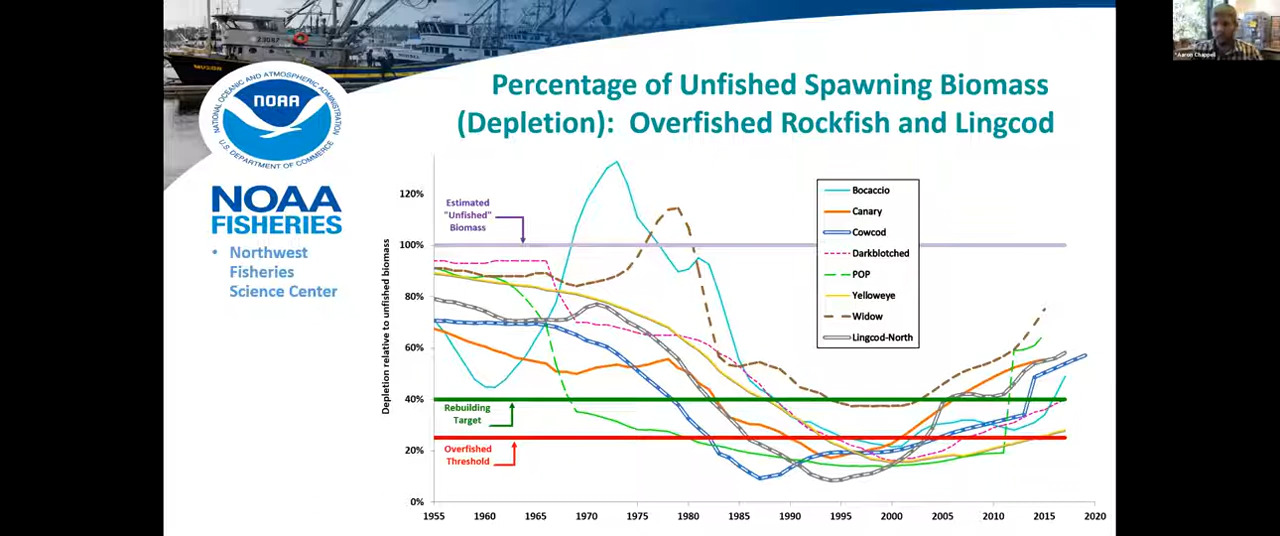 Percentage of Unfished Spawning Biomass
(Depletion): Overfished Rockfish and Lingcod
NATIONAL OCEANIC AND ATMOSPHERIC ADMINISTRATION
NOAA
U.S. DEPARTMENT OF COMMERCE
NOAA
FISHERIES
• Northwest
Fisheries
Science Center
Depletion relative to unfished biomass
120%
100%
80%
60%
40%
20%
0%
Estimated
"Unfished"
Biomass
Rebuilding
Target
Overfished
Threshold
Bocaccio
Canary
Cowcod
Darkblotched
POP
Yelloweye
Widow
Lingcod-North
1955 1960 1965 1970 1975 1980 1985 1990 1995 2000 2005 2010 2015 2020
Aaron Chappell